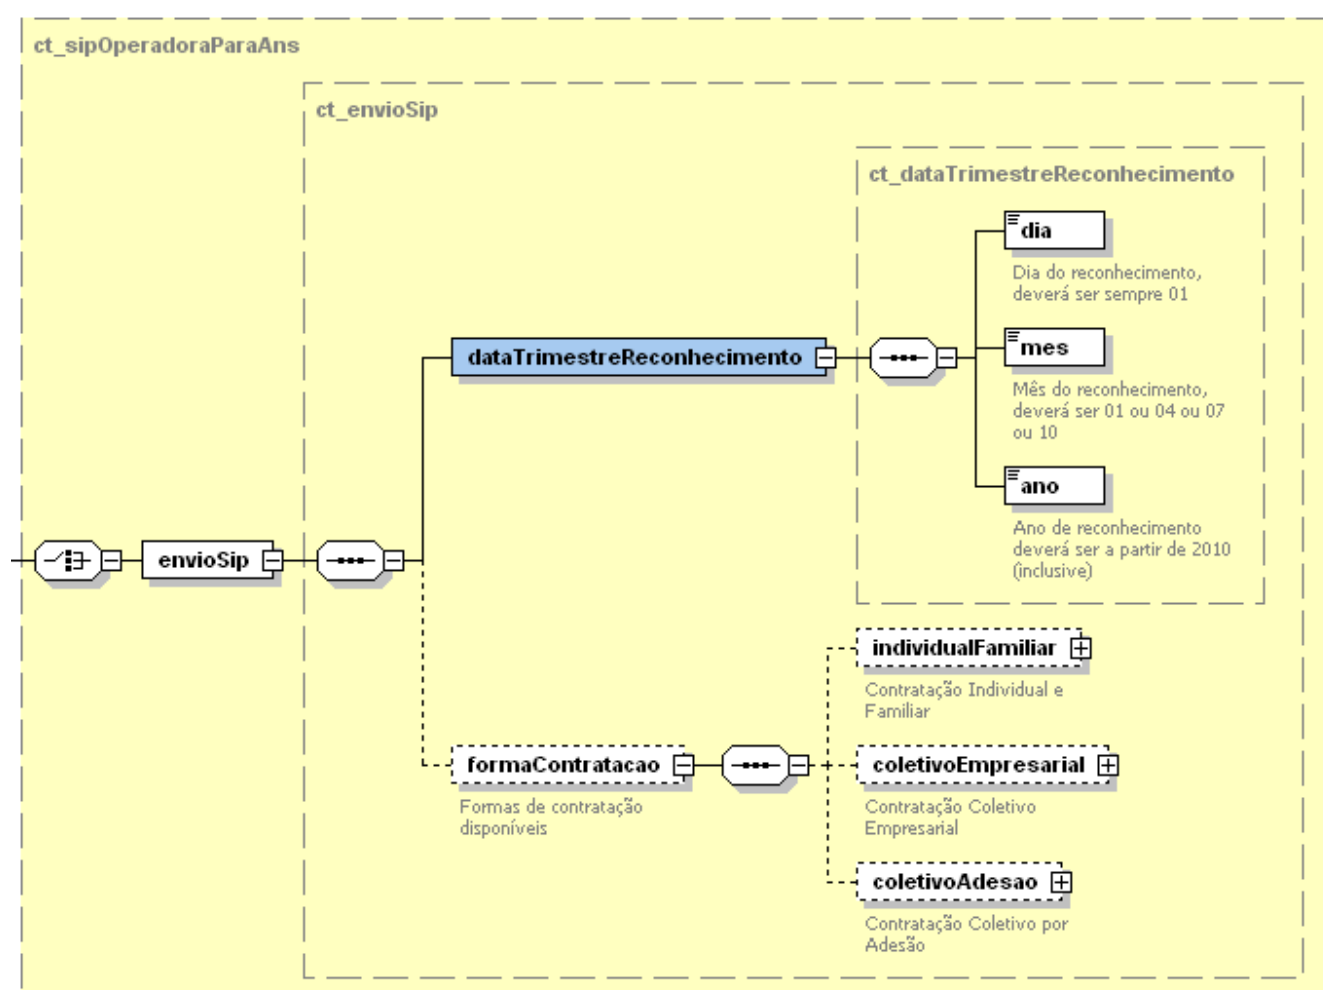 ct_sipOperadoraParaAns
ct_envioSip
ct_dataTrimestreReconhecimento
dia
Dia do reconhecimento,
deverá ser sempre 01
dataTrimestreReconhecimento
mes
Mês do reconhecimento,
deverá ser 01 ou 04 ou 07
ou 10
ano
Ano de reconhecimento
deverá ser a partir de 2010
(inclusive)
envioSip
individualFamiliar
Contratação Individual e
Familiar
formaContratacao
Formas de contratação
disponíveis
coletivoEmpresarial
Contratação Coletivo
Empresarial
coletivoAdesao
Contratação Coletivo por
Adesão